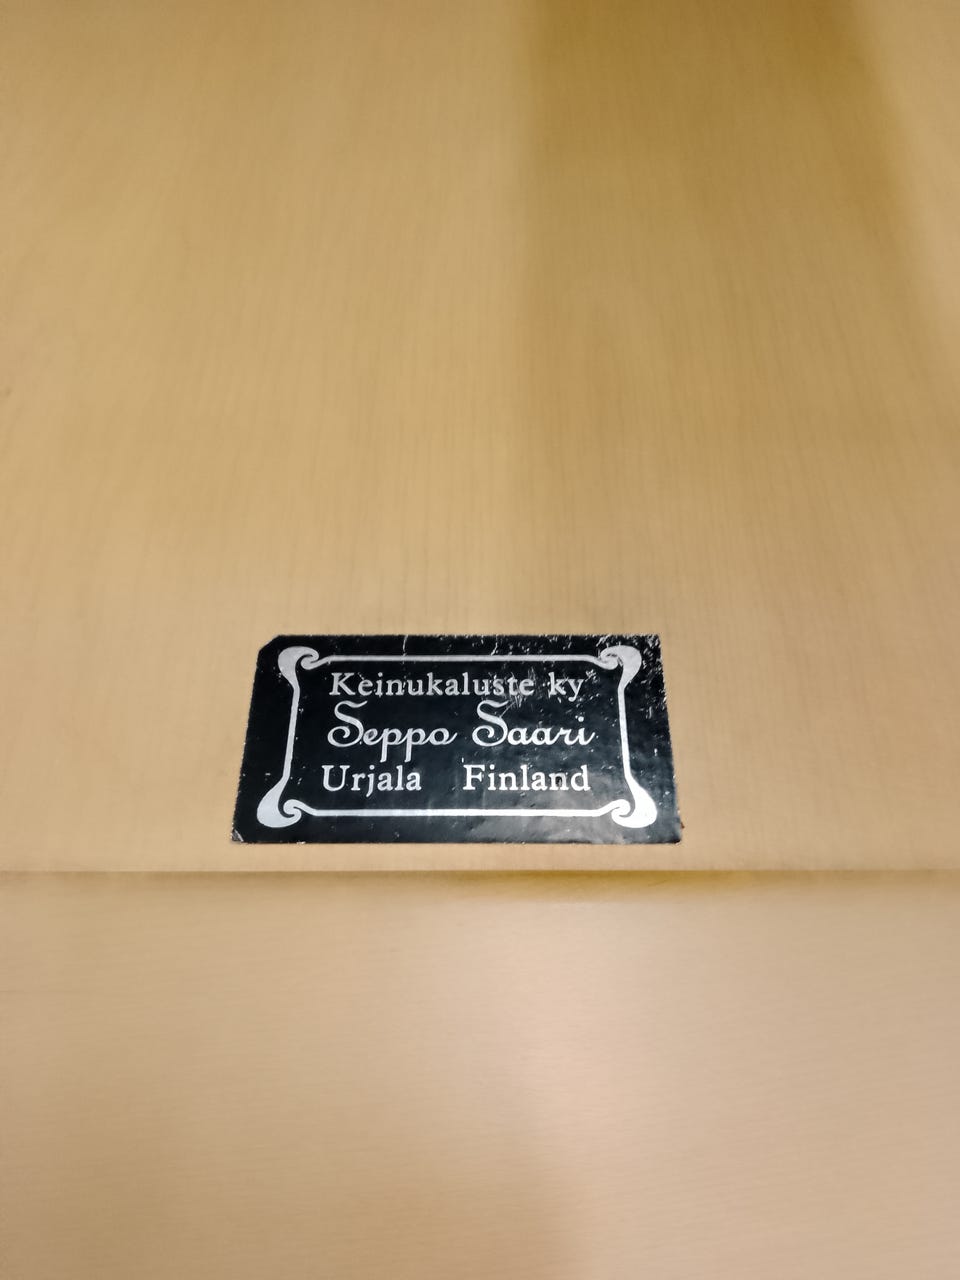 Keinukaluste ky
Seppo Saari
Urjala Finland